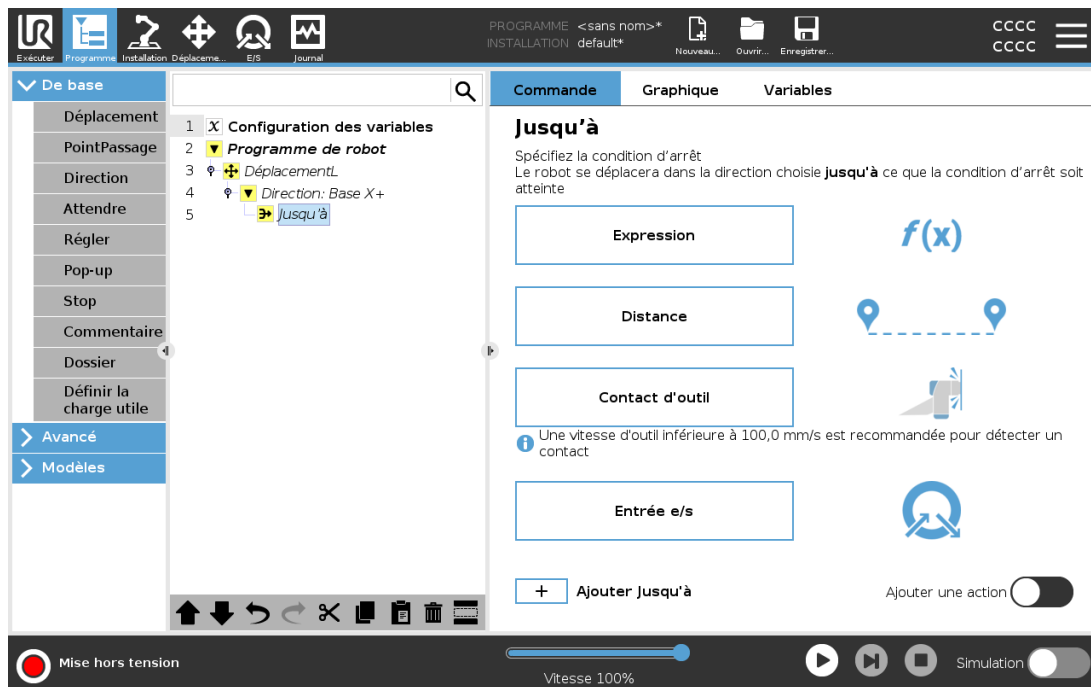 PROGRAMME <sans nom>*
INSTALLATION default*
Nouveau... Ouvrir... Enregistrer...
CCCC
CCCC
Exécuter Programme Installation Déplaceme... E/S Journal
De base
Déplacement
PointPassage
Direction
Attendre
Régler
Pop-up
Stop
Commentaire
Dossier
Définir la
charge utile
Avancé
Modèles
1 X Configuration des variables
2 Programme de robot
3 DéplacementL
4 Direction: Base X+
5 Jusqu'à
Commande Graphique Variables
Jusqu'à
Spécifiez la condition d'arrêt
Le robot se déplacera dans la direction choisie jusqu'à ce que la condition d'arrêt soit
atteinte
Expression
f(x)
Distance
Contact d'outil
Une vitesse d'outil inférieure à 100,0 mm/s est recommandée pour détecter un
contact
Entrée e/s
+ Ajouter Jusqu'à
Ajouter une action
Mise hors tension
Vitesse 100%
Simulation